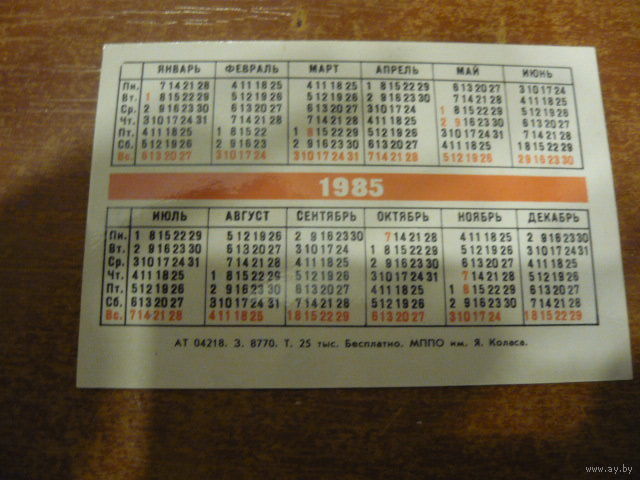 ЯНВАРЬ ФЕВРАЛЬ МАРТ АПРЕЛЬ МАЙ ИЮНЬ
Пн. 7 14 21 28 4 11 18 25 4 11 18 25 1 8 15 22 29 6 13 20 27 3 10 17 24
Вт. 1 8 15 22 29 5 12 19 26 5 12 19 26 2 9 16 23 30 7 14 21 28 4 11 18 25
Ср. 2 9 16 23 30 6 13 20 27 6 13 20 27 3 10 17 24 1 8 15 22 29 5 12 19 26
Чт. 3 10 17 24 31 7 14 21 28 7 14 21 28 4 11 18 25 2 9 16 23 30 6 13 20 27
Пт. 4 11 18 25 1 8 15 22 1 8 15 22 29 5 12 19 26 3 10 17 24 31 7 14 21 28
Сб. 5 12 19 26 2 9 16 23 2 9 16 23 30 6 13 20 27 4 11 18 25 1 8 15 22 29
Вс. 6 13 20 27 3 10 17 24 3 10 17 24 31 7 14 21 28 5 12 19 26 2 9 16 23 30
1985
ИЮЛЬ АВГУСТ СЕНТЯБРЬ ОКТЯБРЬ НОЯБРЬ ДЕКАБРЬ
Пн. 1 8 15 22 29 5 12 19 26 2 9 16 23 30 7 14 21 28 4 11 18 25 2 9 16 23 30
Вт. 2 9 16 23 30 6 13 20 27 3 10 17 24 1 8 15 22 29 5 12 19 26 3 10 17 24 31
Ср. 3 10 17 24 31 7 14 21 28 4 11 18 25 2 9 16 23 30 6 13 20 27 4 11 18 25
Чт. 4 11 18 25 1 8 15 22 29 5 12 19 26 3 10 17 24 31 7 14 21 28 5 12 19 26
Пт. 5 12 19 26 2 9 16 23 30 6 13 20 27 4 11 18 25 1 8 15 22 29 6 13 20 27
Сб. 6 13 20 27 3 10 17 24 31 7 14 21 28 5 12 19 26 2 9 16 23 30 7 14 21 28
Вс. 7 14 21 28 4 11 18 25 1 8 15 22 29 6 13 20 27 3 10 17 24 1 8 15 22 29
АТ 04218. З. 8770. Т. 25 тыс. Бесплатно. МППО им. Я. Коласа.
www.ay.by